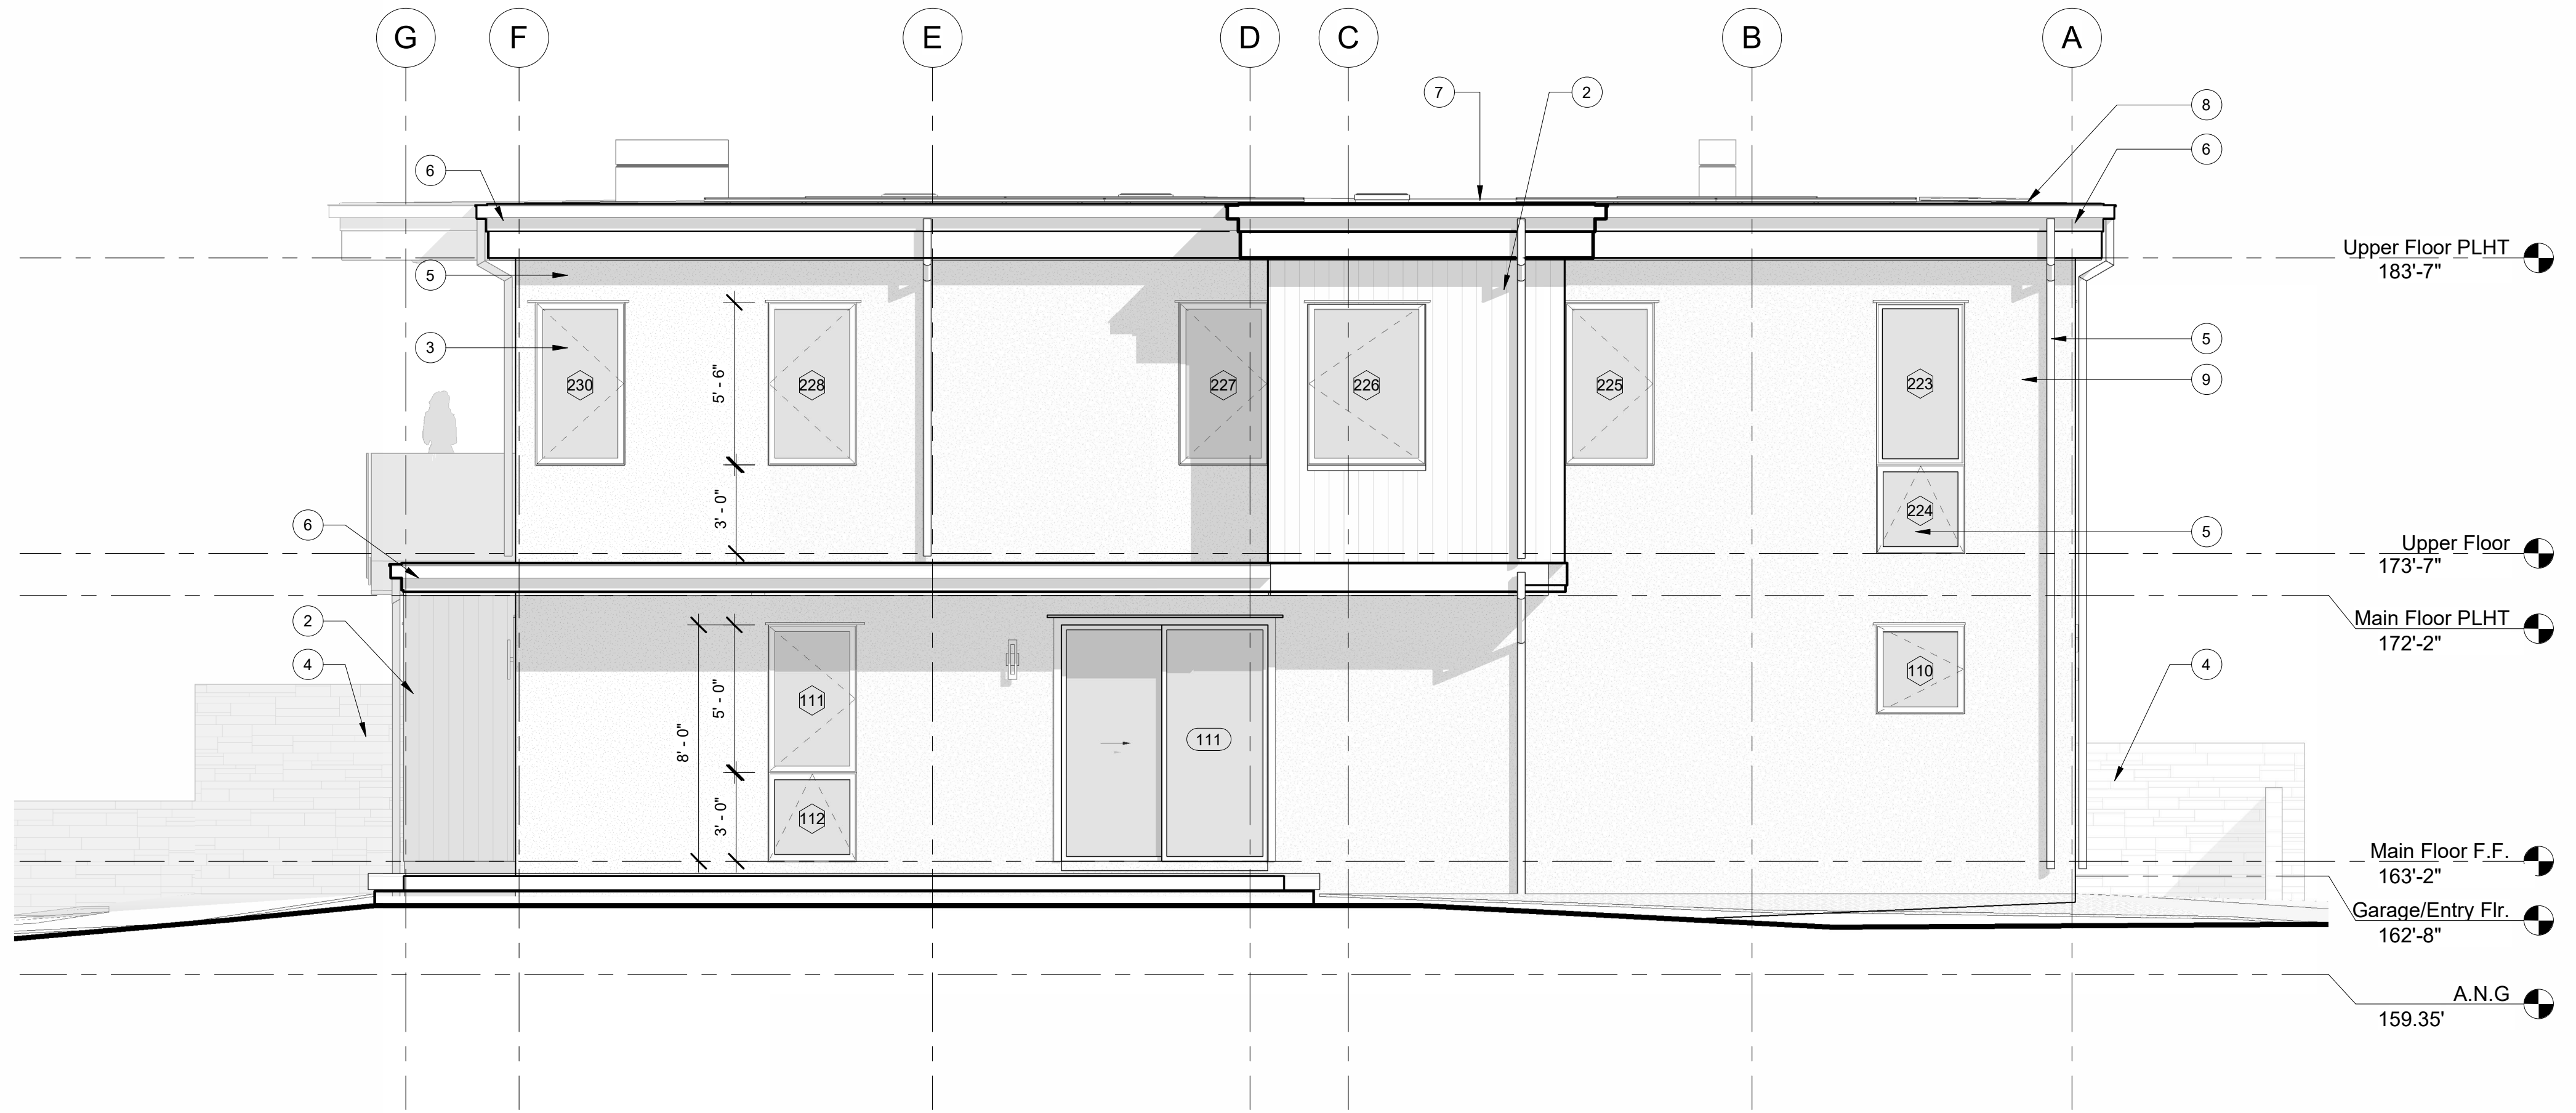 G F E D C B A
7 2 8
6
6
Upper Floor PLHT
183'-7"
5
3
5
5' - 6"
230 228 227 226 225 223
9
3' - 0"
224
6
5
Upper Floor
173'-7"
2
Main Floor PLHT
172'-2"
4
4
110
5' - 0"
111
8' - 0"
111
3' - 0"
112
Main Floor F.F.
163'-2"
Garage/Entry Flr.
162'-8"
A.N.G
159.35'